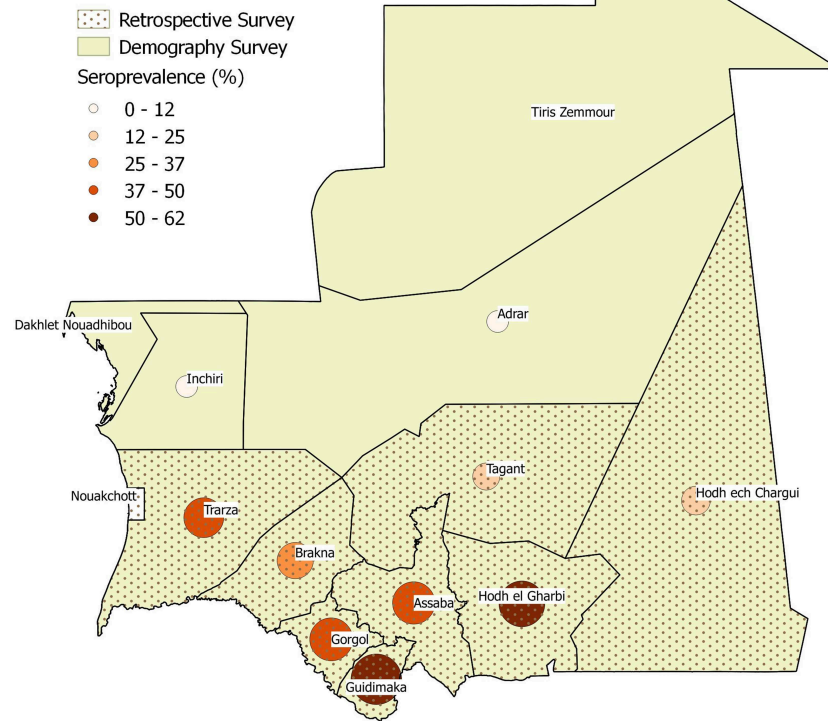 Retrospective Survey
Demography Survey
Seroprevalence (%)
0 - 12
12 - 25
25 - 37
37 - 50
50 - 62
Tiris Zemmour
Adrar
Dakhlet Nouadhibou
Inchiri
Tagant
Hodh ech Chargui
Nouakchott
Trarza
Brakna
Hodh el Gharbi
Assaba
Gorgol
Guidimaka